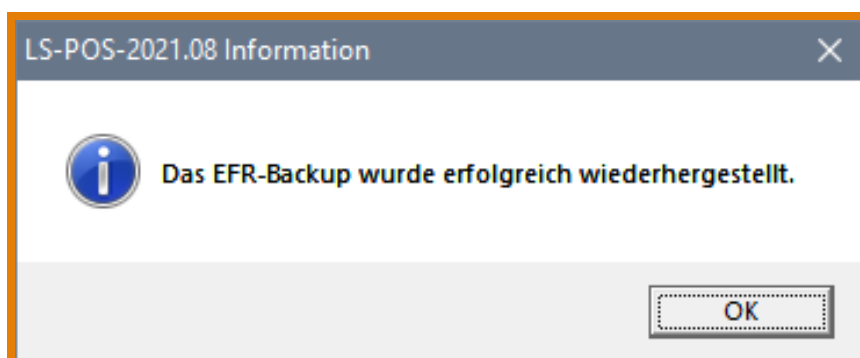 LS-POS-2021.08 Information
Das EFR-Backup wurde erfolgreich wiederhergestellt.
OK